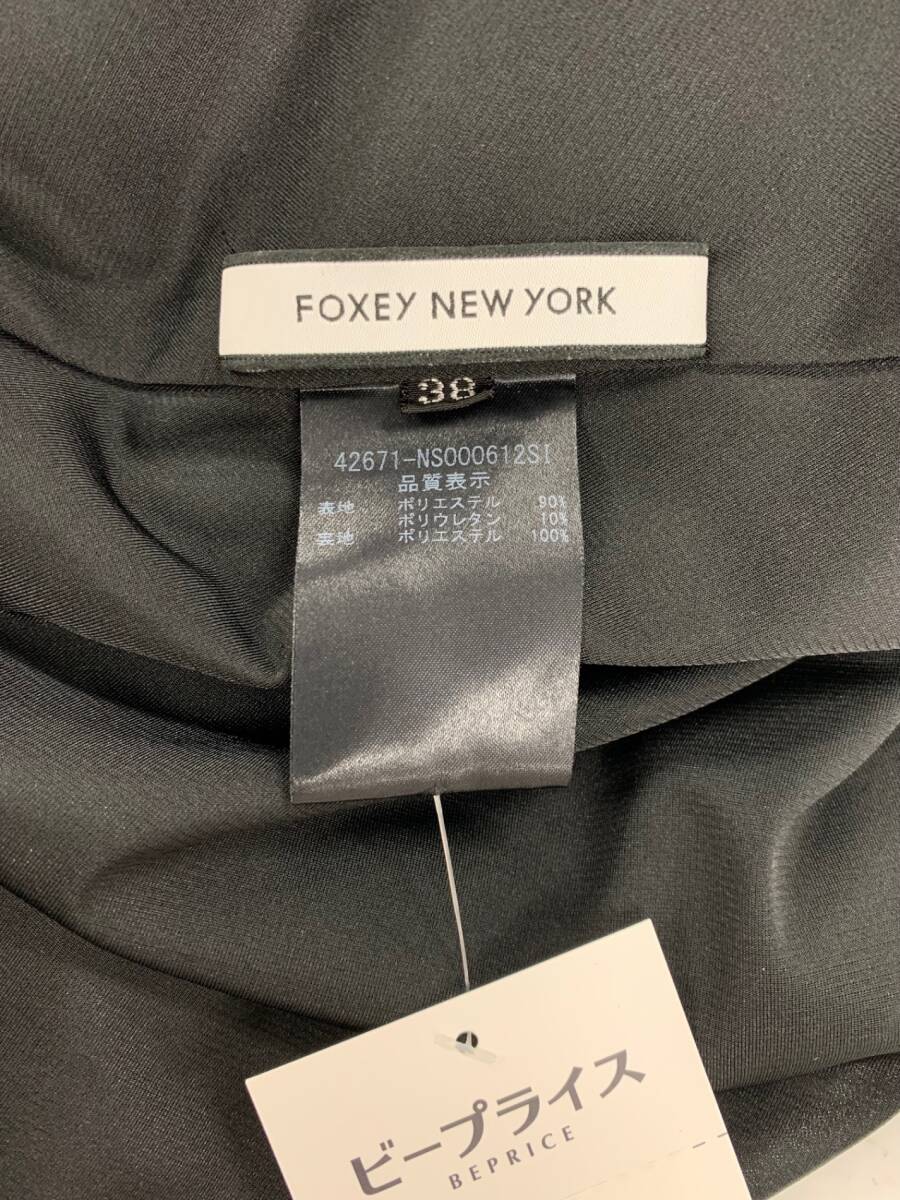 FOXEY NEW YORK
38
42671-NS000612SI
品質表示
表地 ポリエステル 90%
ポリウレタン 10%
裏地 ポリエステル 100%
ビープライス
BEPRICE